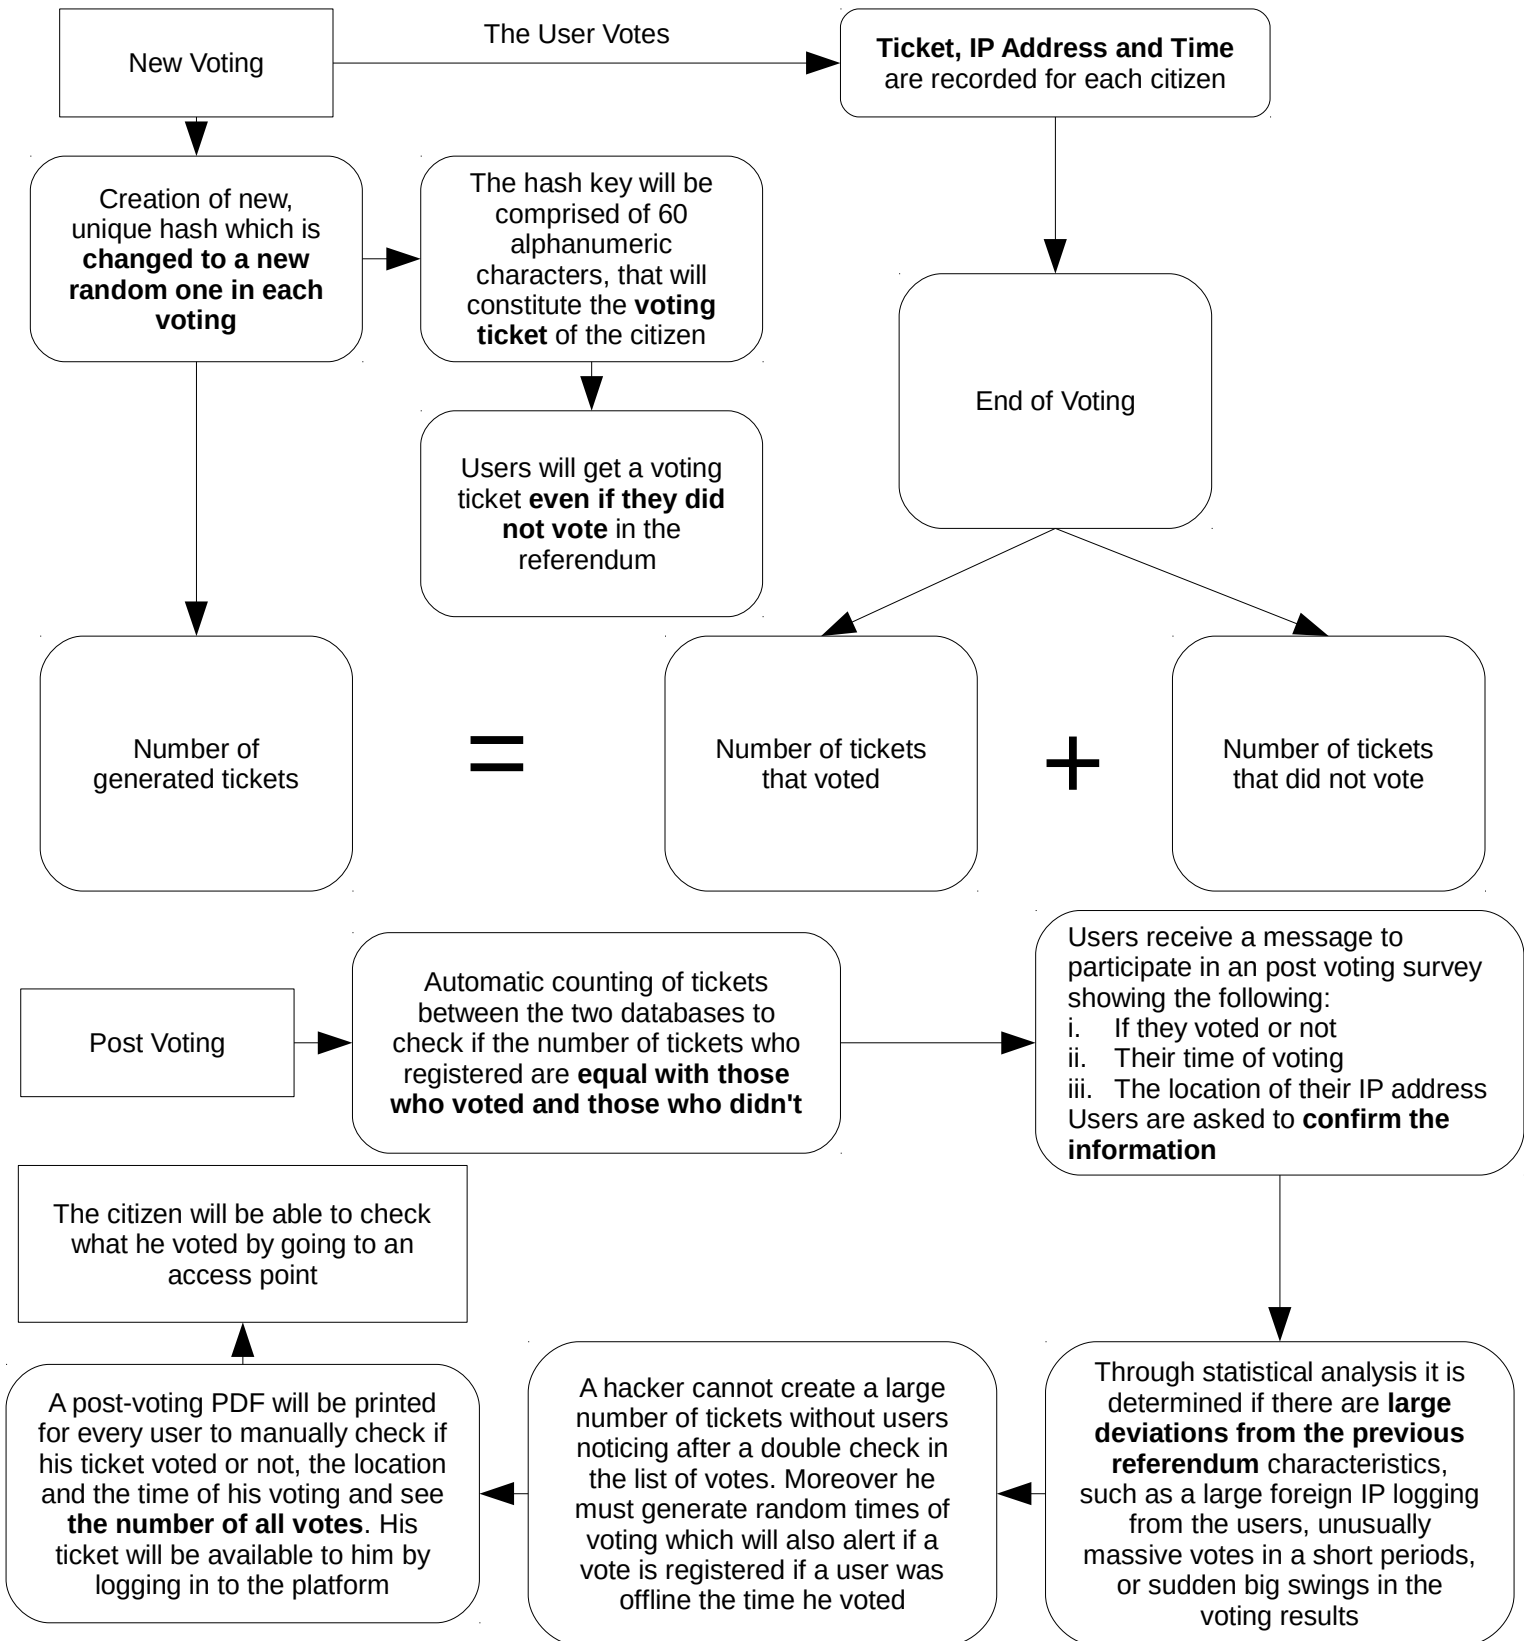 New Voting
The User Votes
Ticket, IP Address and Time
are recorded for each citizen
Creation of new,
unique hash which is
changed to a new
random one in each
voting
The hash key will be
comprised of 60
alphanumeric
characters, that will
constitute the voting
ticket of the citizen
End of Voting
Users will get a voting
ticket even if they did
not vote in the
referendum
Number of
generated tickets
=
Number of tickets
that voted
+
Number of tickets
that did not vote
Post Voting
Automatic counting of tickets
between the two databases to
check if the number of tickets who
registered are equal with those
who voted and those who didn't
Users receive a message to
participate in an post voting survey
showing the following:
i. If they voted or not
ii. Their time of voting
iii. The location of their IP address
Users are asked to confirm the
information
The citizen will be able to check
what he voted by going to an
access point
A post-voting PDF will be printed
for every user to manually check if
his ticket voted or not, the location
and the time of his voting and see
the number of all votes. His
ticket will be available to him by
logging in to the platform
A hacker cannot create a large
number of tickets without users
noticing after a double check in
the list of votes. Moreover he
must generate random times of
voting which will also alert if a
vote is registered if a user was
offline the time he voted
Through statistical analysis it is
determined if there are large
deviations from the previous
referendum characteristics,
such as a large foreign IP logging
from the users, unusually
massive votes in a short periods,
or sudden big swings in the
voting results